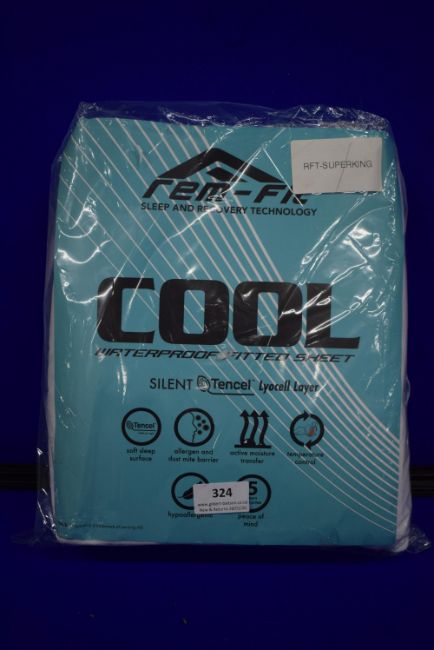 RFT-SUPERKING
rem-Fit
SLEEP AND RECOVERY TECHNOLOGY
COOL
WATERPROOF FITTED SHEET
SILENT Tencel Lyocell Layer
Tencel
soft sleep surface
allergen and dust mite barrier
active moisture transfer
temperature control
324
hypoallergenic
5
peace of mind